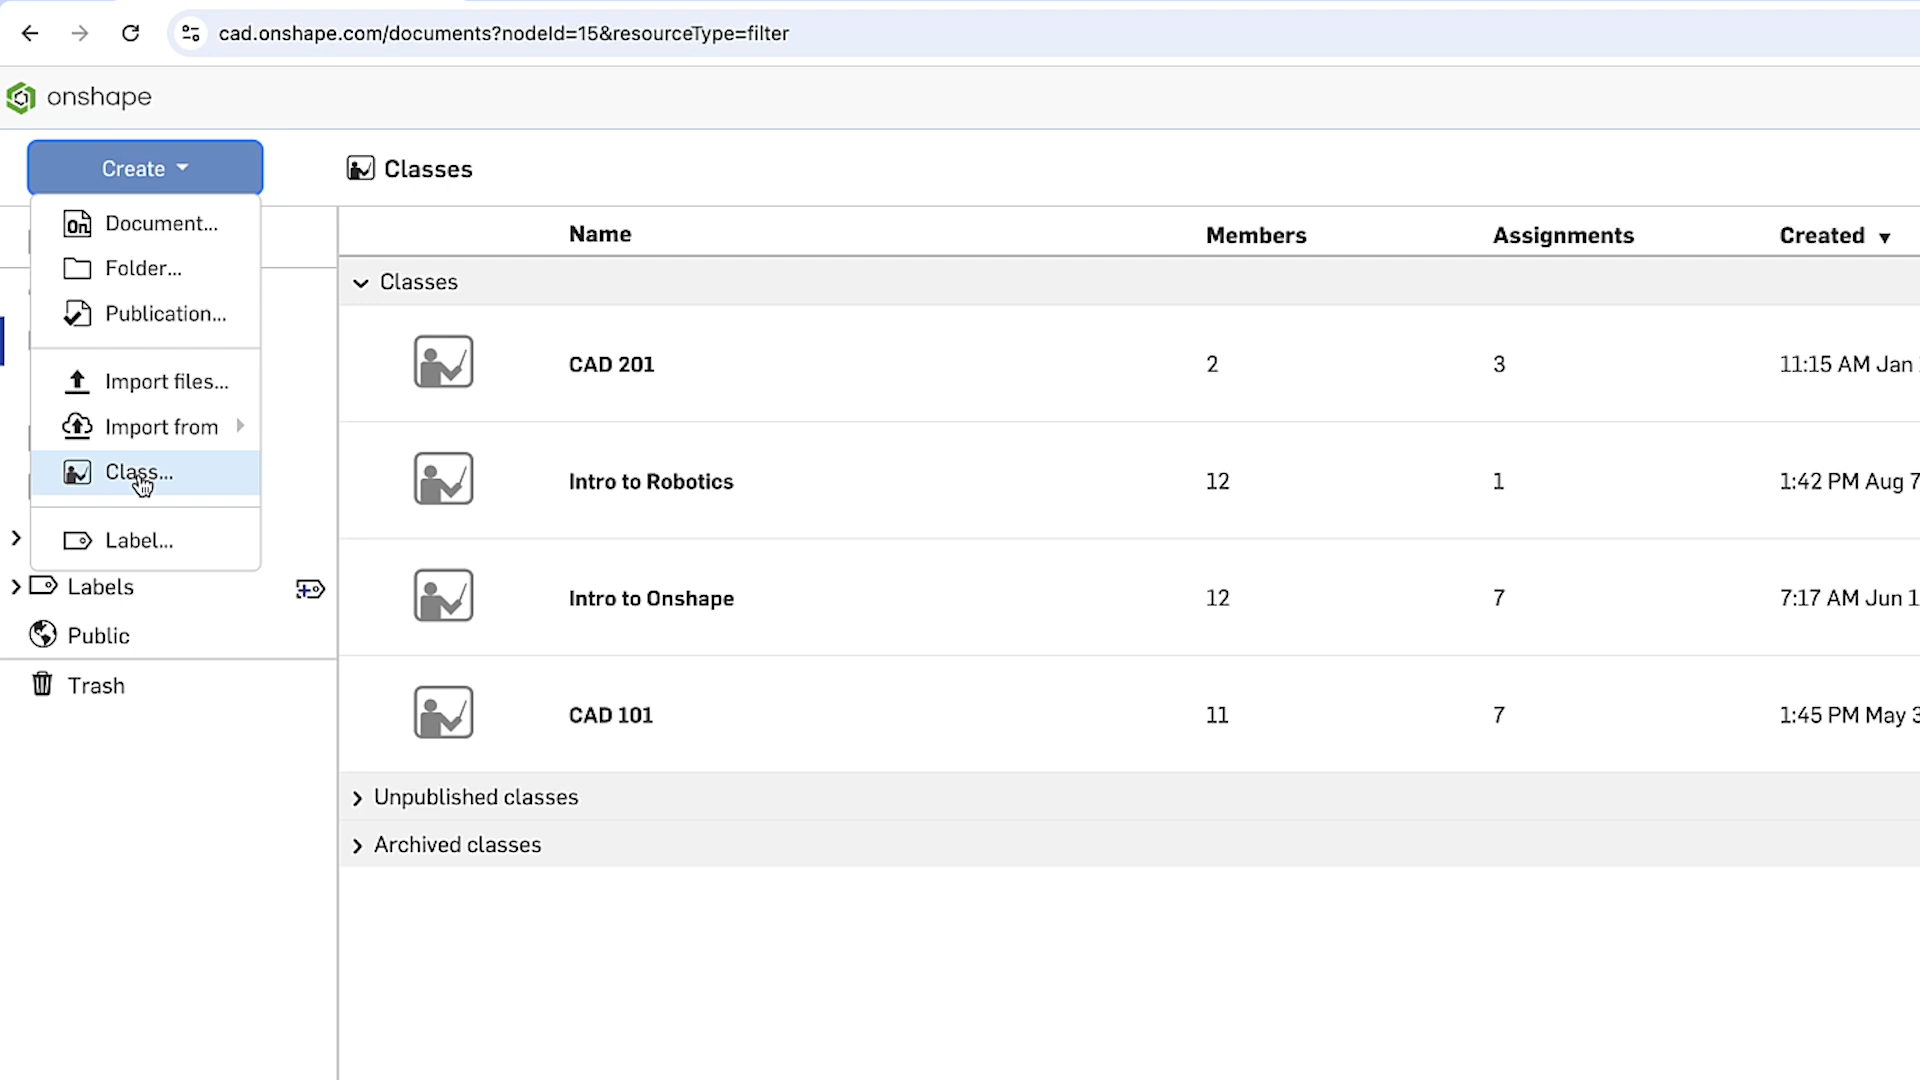 cad.onshape.com/documents?nodeId=15&resourceType=filter
onshape
Create
Classes
Document...
Folder...
Publication...
Import files...
Import from
Class...
Label...
Labels
Public
Trash
Name Members Assignments Created
Classes
CAD 201 2 3 11:15 AM Jan
Intro to Robotics 12 1 1:42 PM Aug 7
Intro to Onshape 12 7 7:17 AM Jun 1
CAD 101 11 7 1:45 PM May 3
Unpublished classes
Archived classes